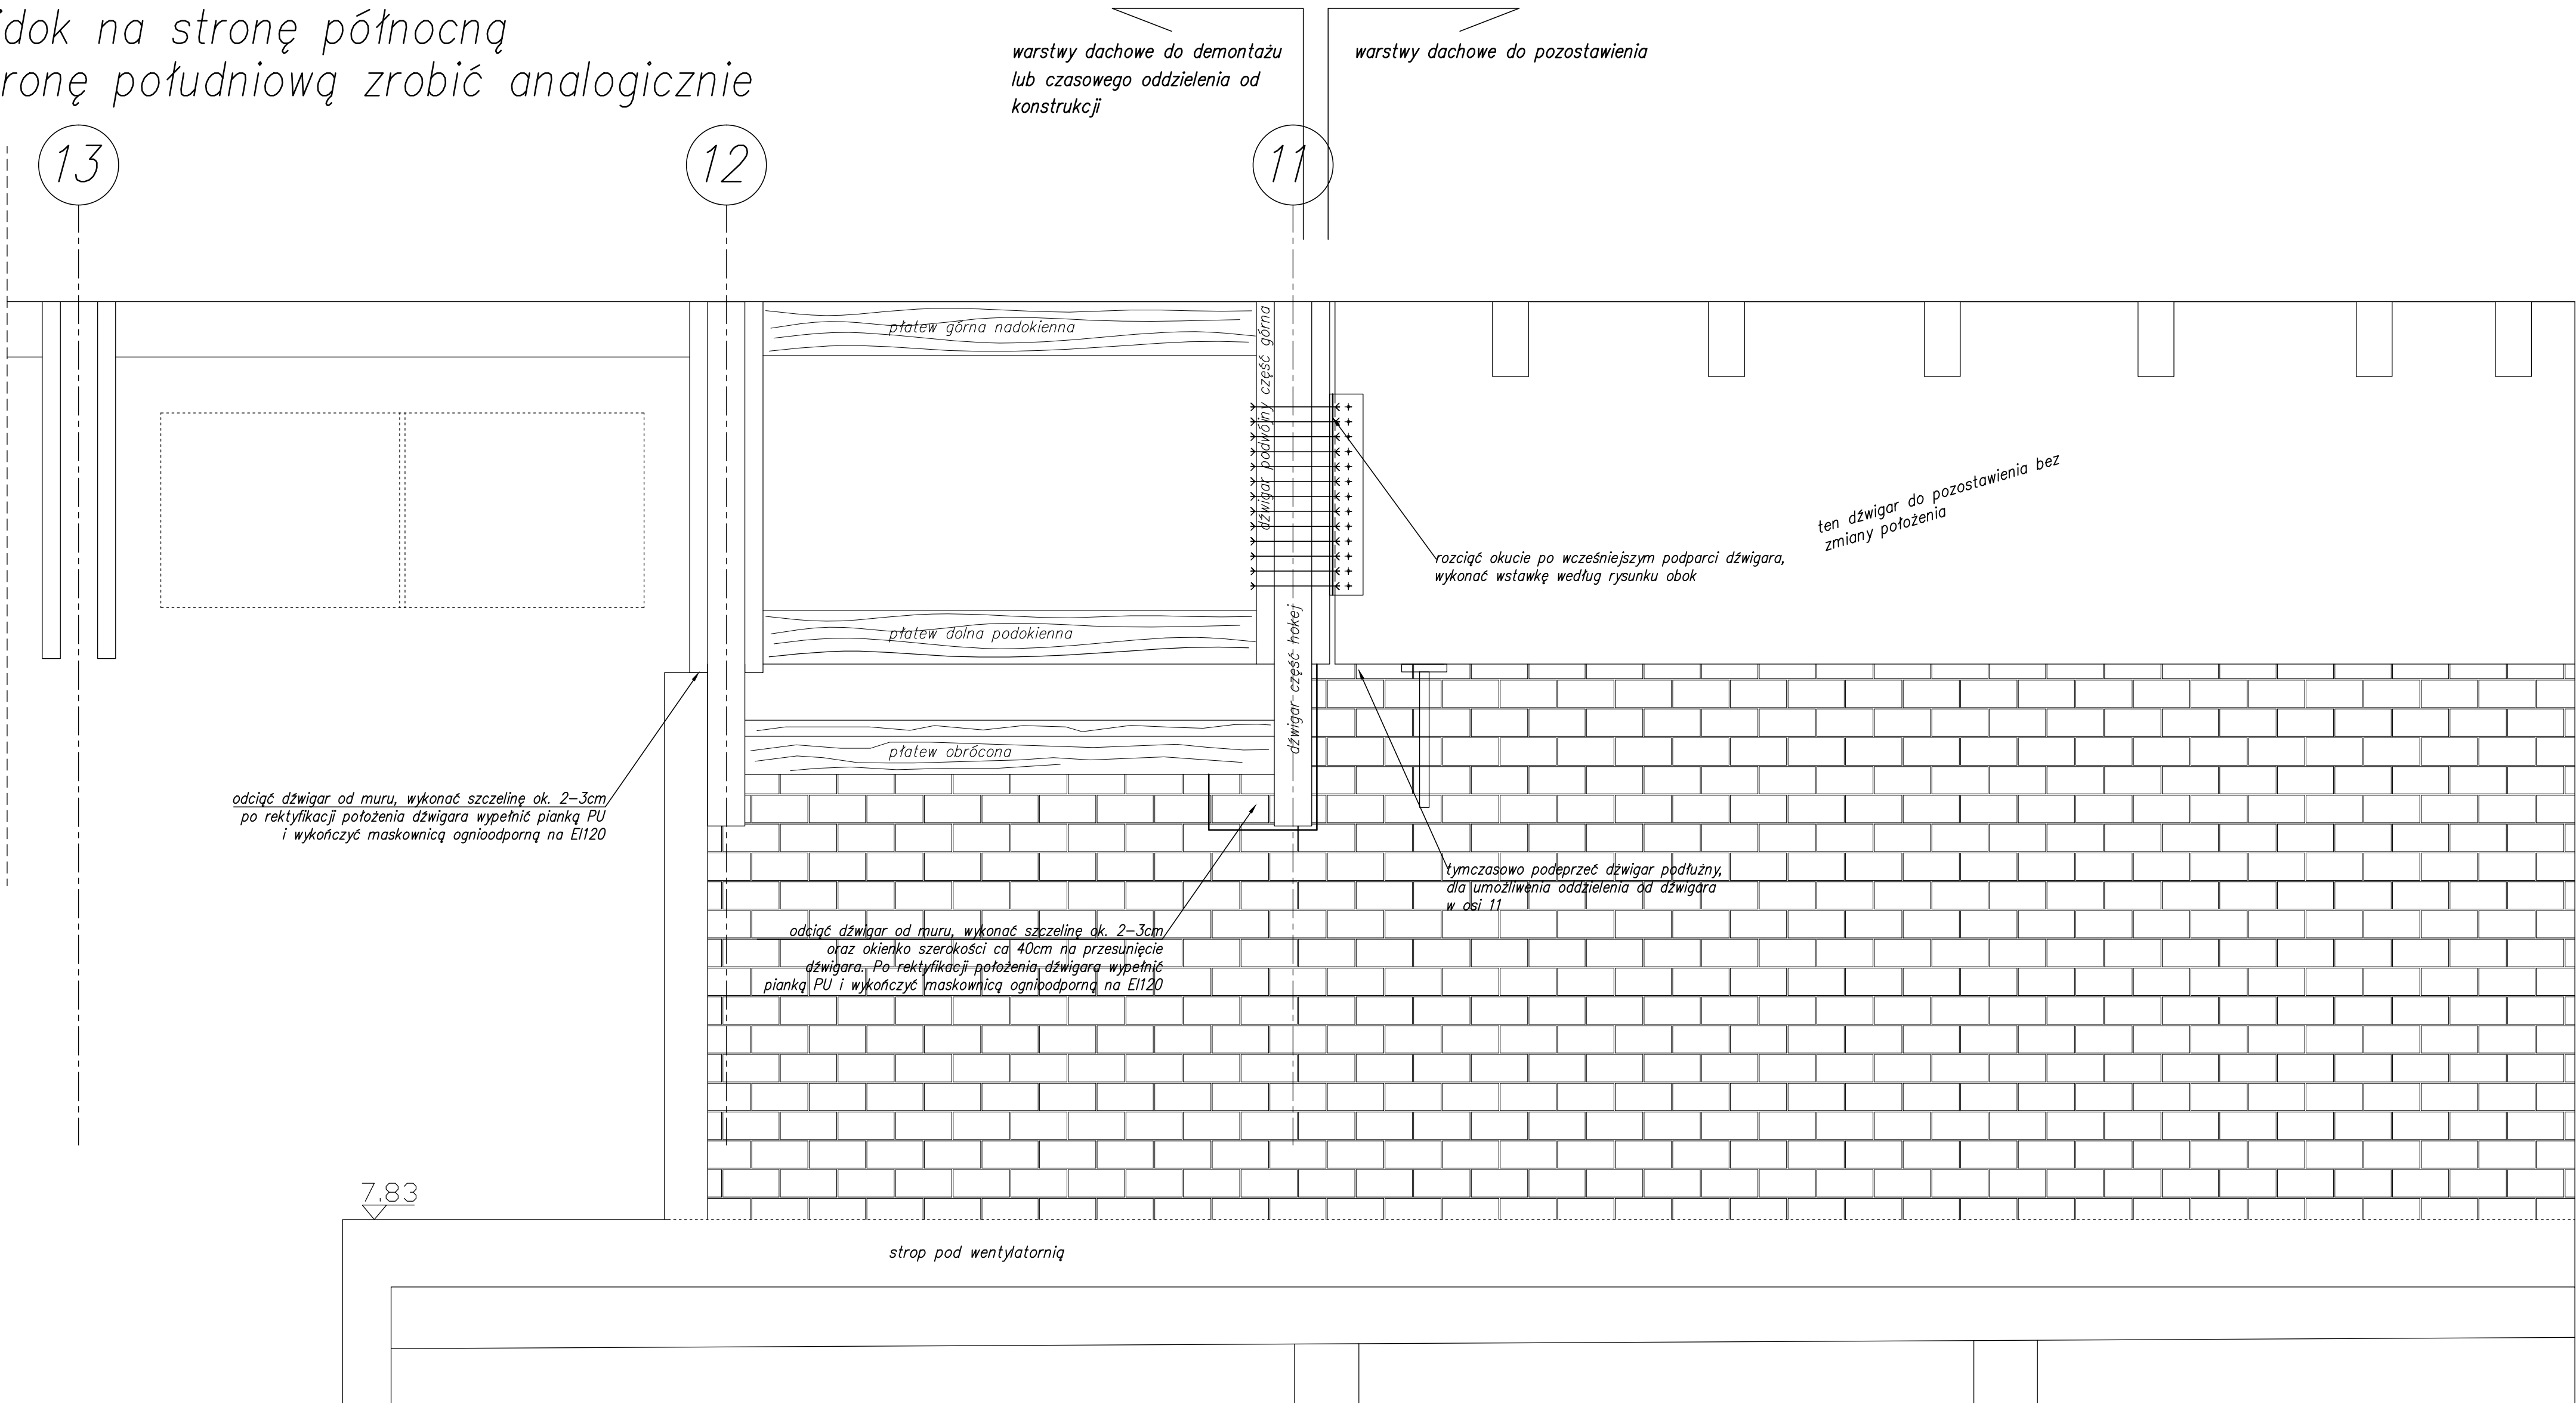 dok na stronę północną
ronę południową zrobić analogicznie
warstwy dachowe do demontażu
lub czasowego oddzielenia od
konstrukcji
warstwy dachowe do pozostawienia
13
12
11
płatew górna nadokienna
dźwigar podwójny część górna
ten dźwigar do pozostawienia bez
zmiany położenia
rozciąć okucie po wcześniejszym podparci dźwigara,
wykonać wstawkę według rysunku obok
płatew dolna podokienna
dźwigar część hokej
płatew obrócona
odciąć dźwigar od muru, wykonać szczelinę ok. 2-3cm
po rektyfikacji położenia dźwigara wypełnić pianką PU
i wykończyć maskownicą ognioodporną na EI120
tymczasowo podeprzeć dźwigar podłużny,
dla umożliwenia oddzielenia od dźwigara
w osi 11
odciąć dźwigar od muru, wykonać szczelinę ok. 2-3cm
oraz okienko szerokości ca 40cm na przesunięcie
dźwigara. Po rektyfikacji położenia dźwigara wypełnić
pianką PU i wykończyć maskownicą ognioodporną na EI120
7.83
strop pod wentylatornią